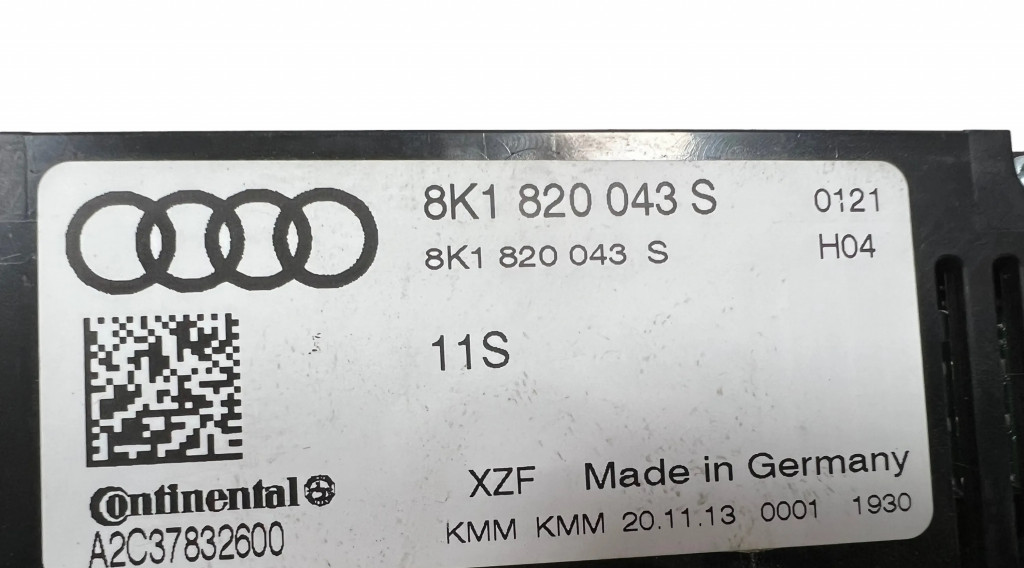 8K1 820 043 S 0121
8K1 820 043 S H04
11S
Continental
A2C37832600
XZF Made in Germany
KMM KMM 20.11.13 0001 1930